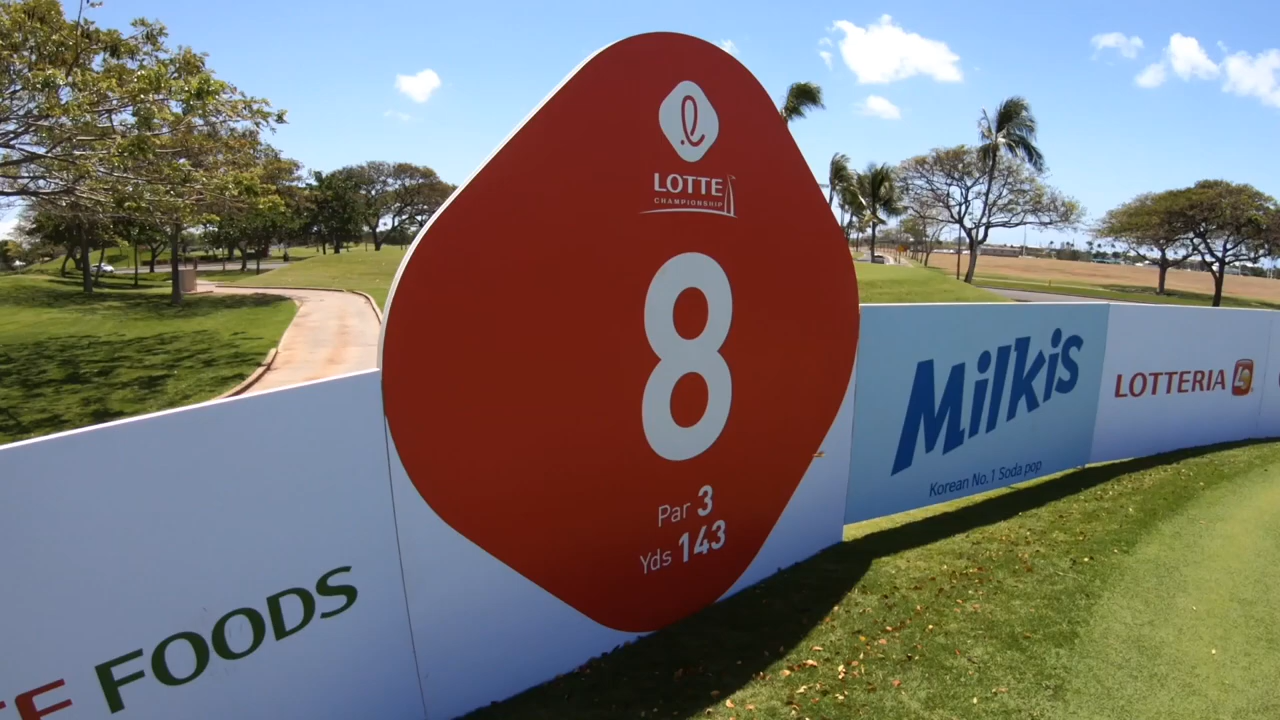 LOTTE
CHAMPIONSHIP
8
Par 3
Yds 143
FOODS
Milkis
Korean No.1 Soda pop
LOTTERIA